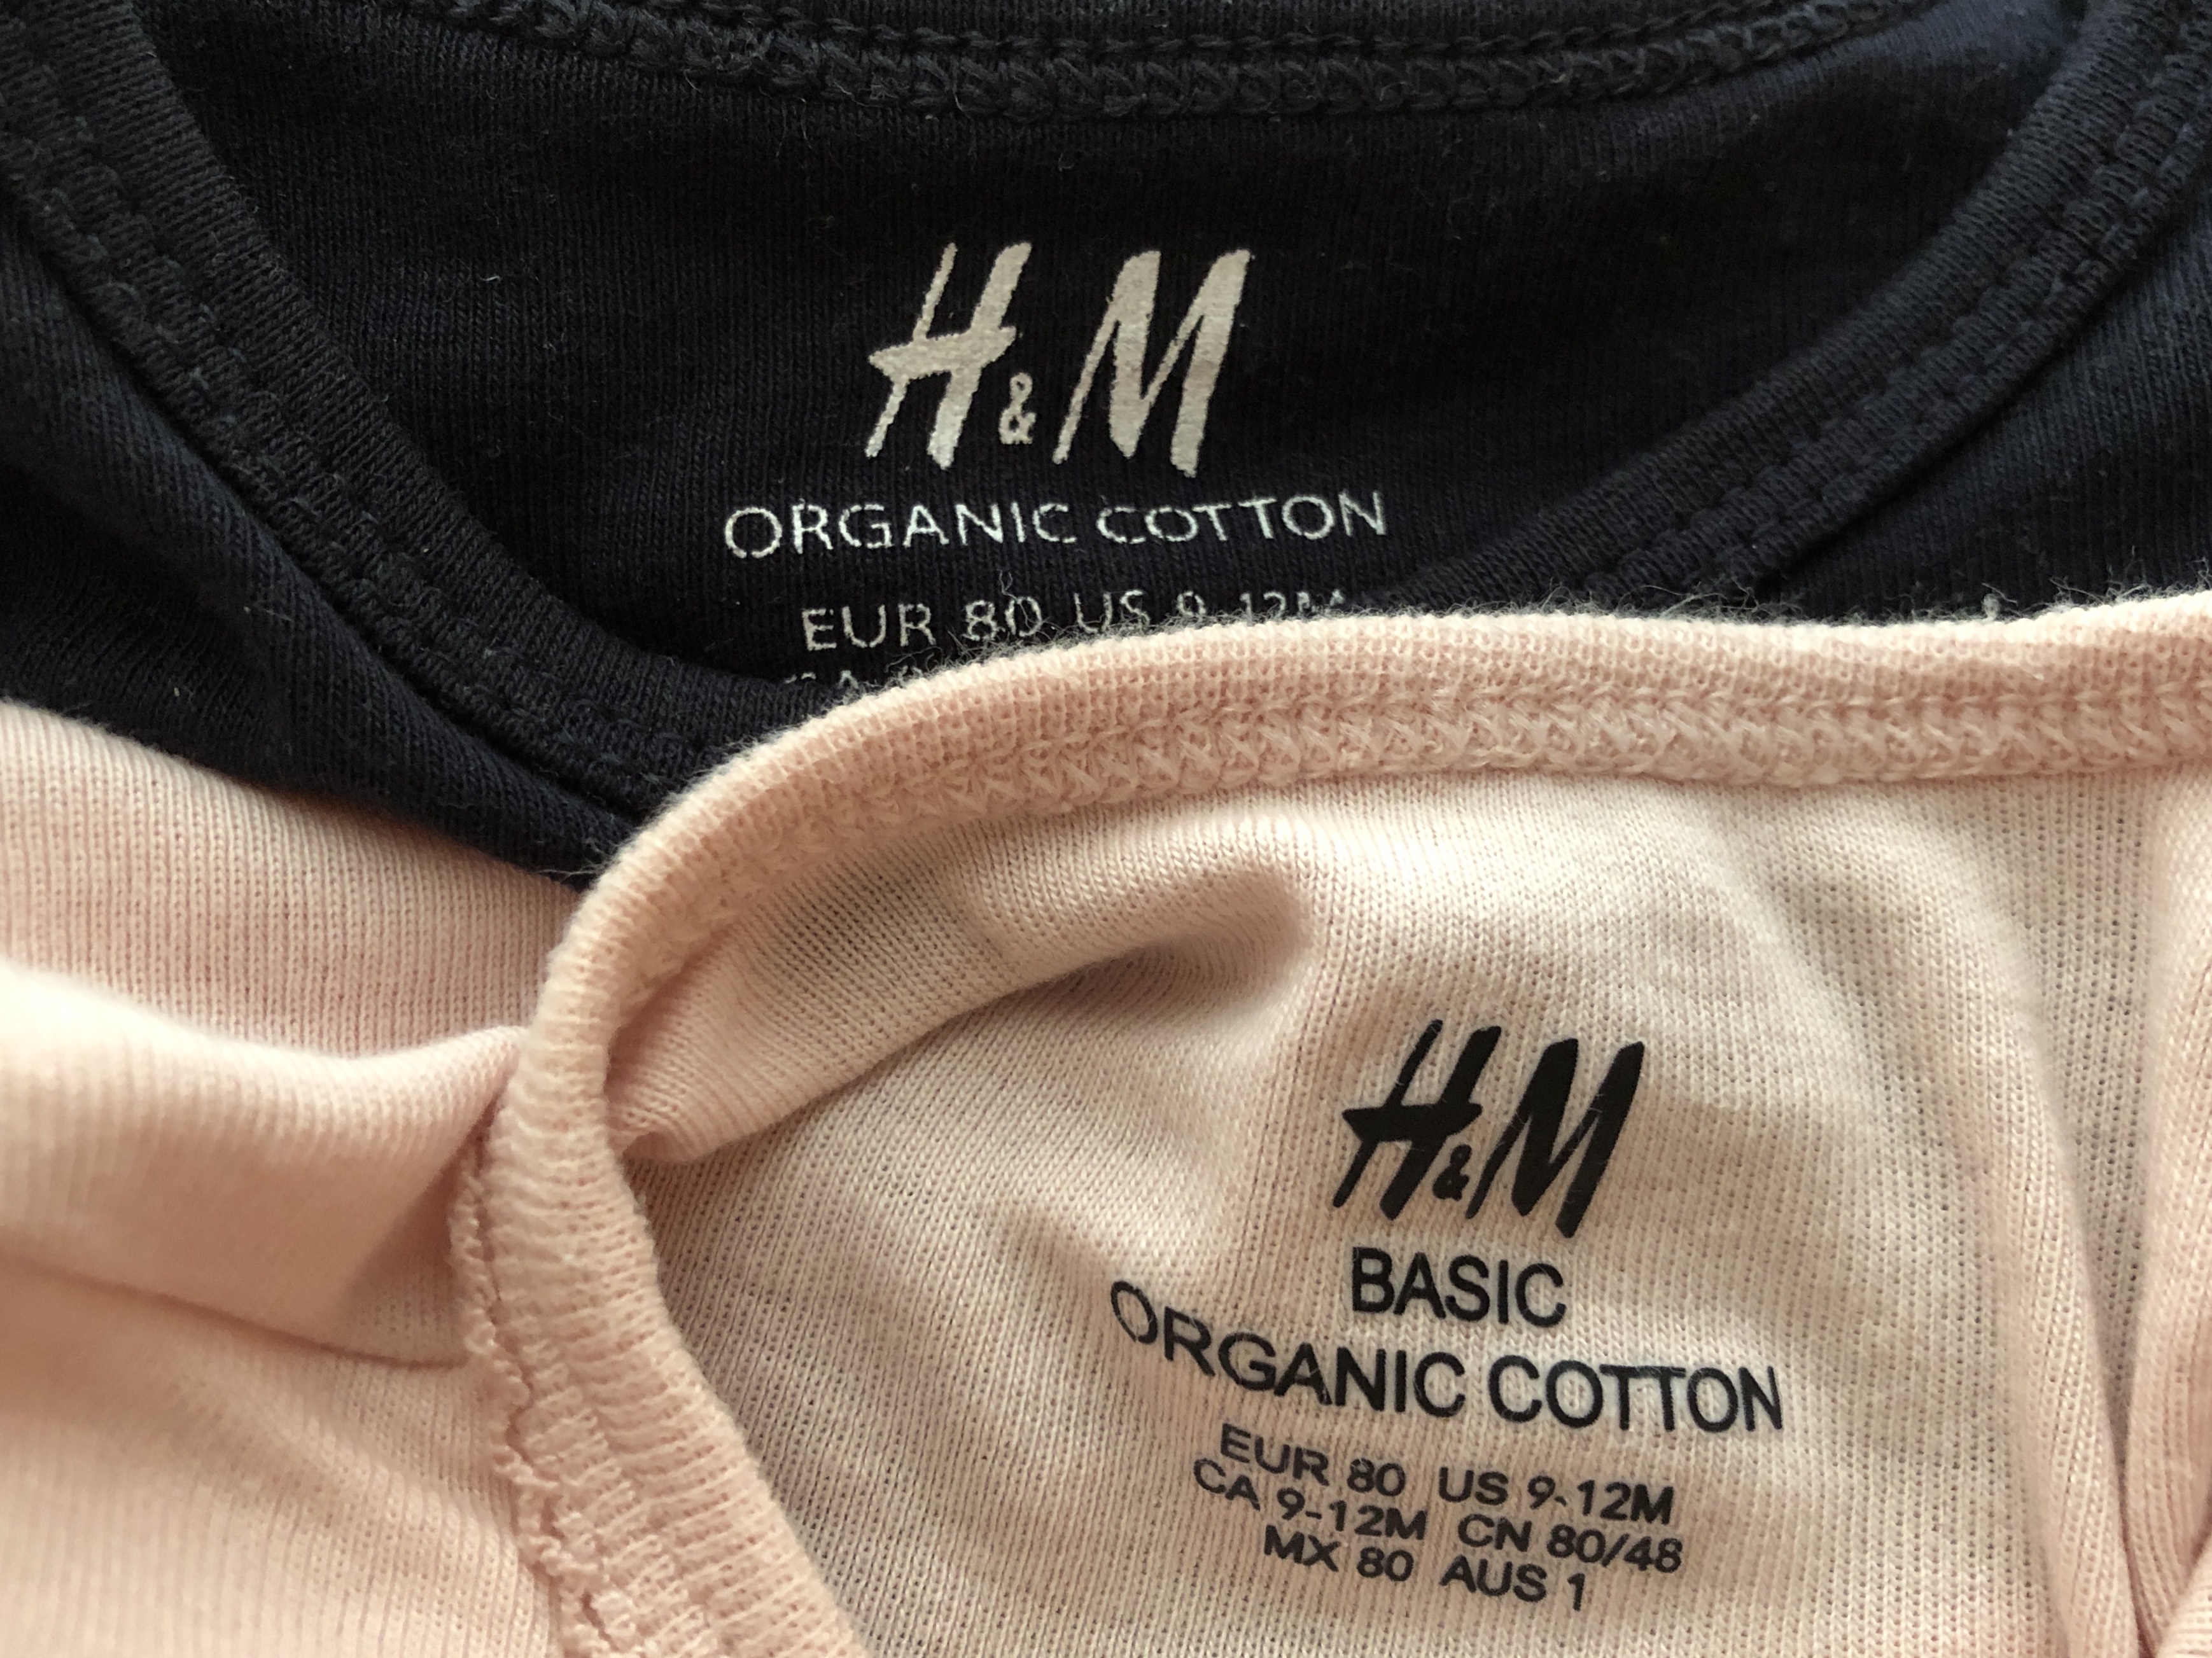 H&M
ORGANIC COTTON
EUR 80 US 9-12M
H&M
BASIC
ORGANIC COTTON
EUR 80 US 9-12M
CA 9-12M CN 80/48
MX 80 AUS 1